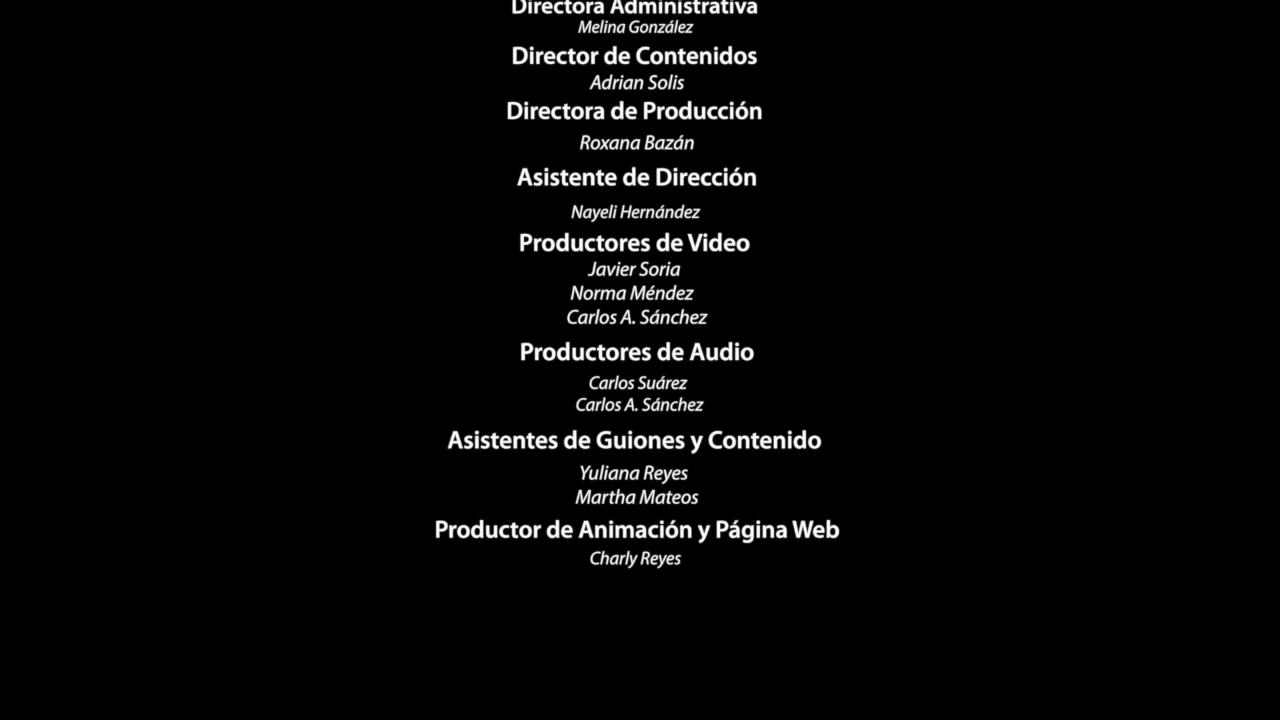 Directora Administrativa
Melina González
Director de Contenidos
Adrian Solis
Directora de Producción
Roxana Bazán
Asistente de Dirección
Nayeli Hernández
Productores de Video
Javier Soria
Norma Méndez
Carlos A. Sánchez
Productores de Audio
Carlos Suárez
Carlos A. Sánchez
Asistentes de Guiones y Contenido
Yuliana Reyes
Martha Mateos
Productor de Animación y Página Web
Charly Reyes